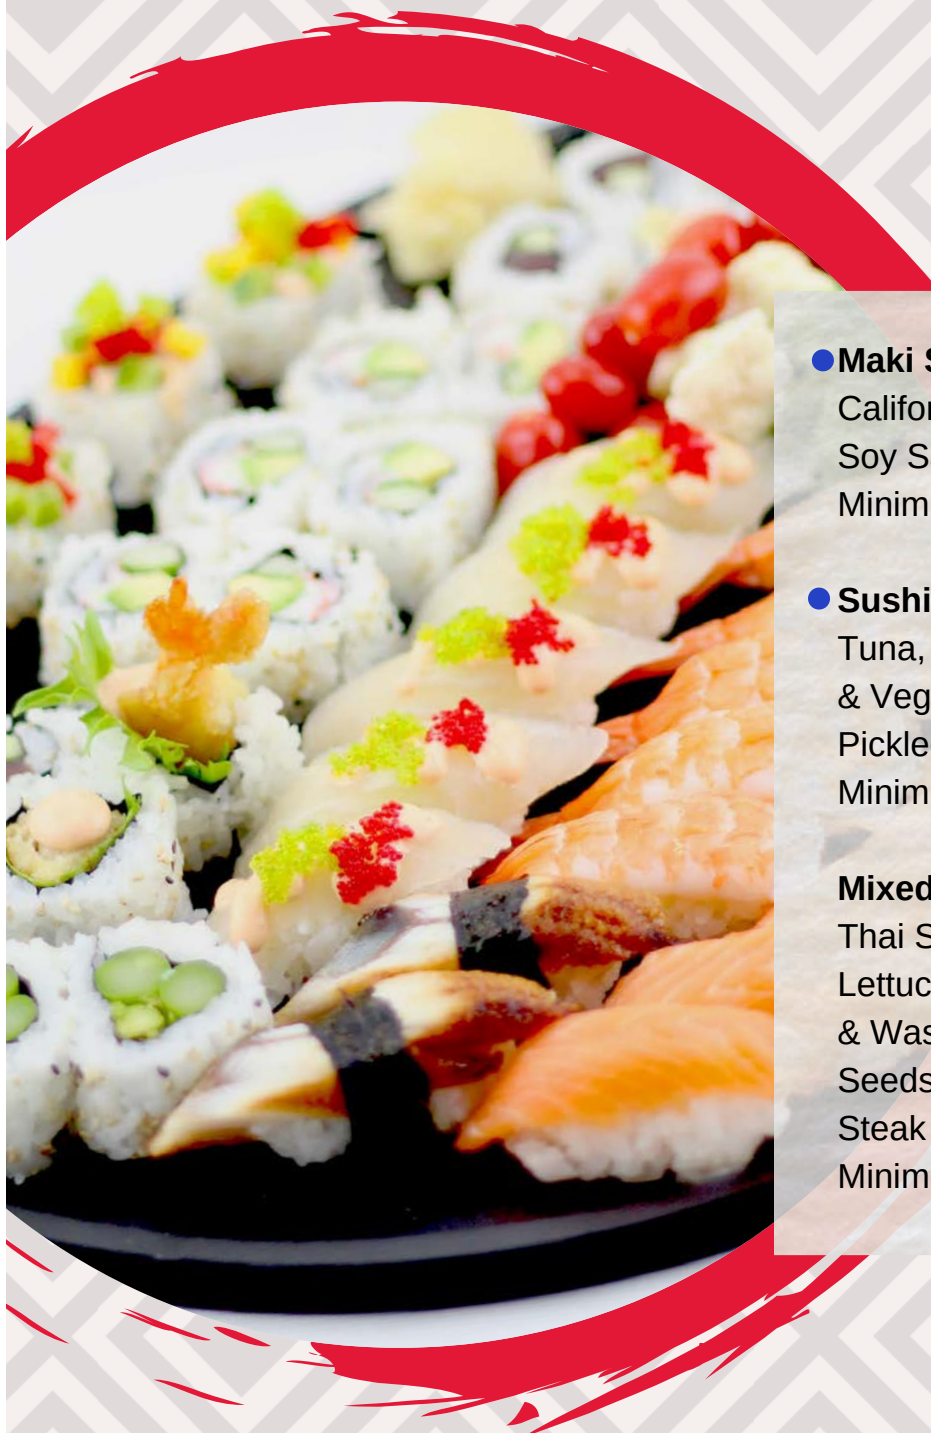 Maki S
Califor
Soy S
Minim
Sushi
Tuna,
& Veg
Pickle
Minim
Mixed
Thai S
Lettuc
& Was
Seeds
Steak
Minim